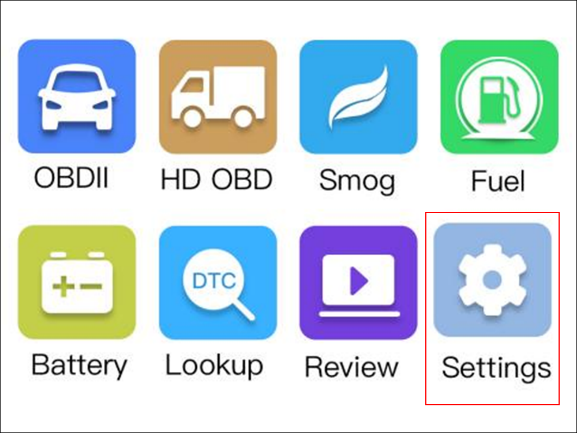 OBDII HD OBD Smog Fuel
DTC
Battery Lookup Review Settings